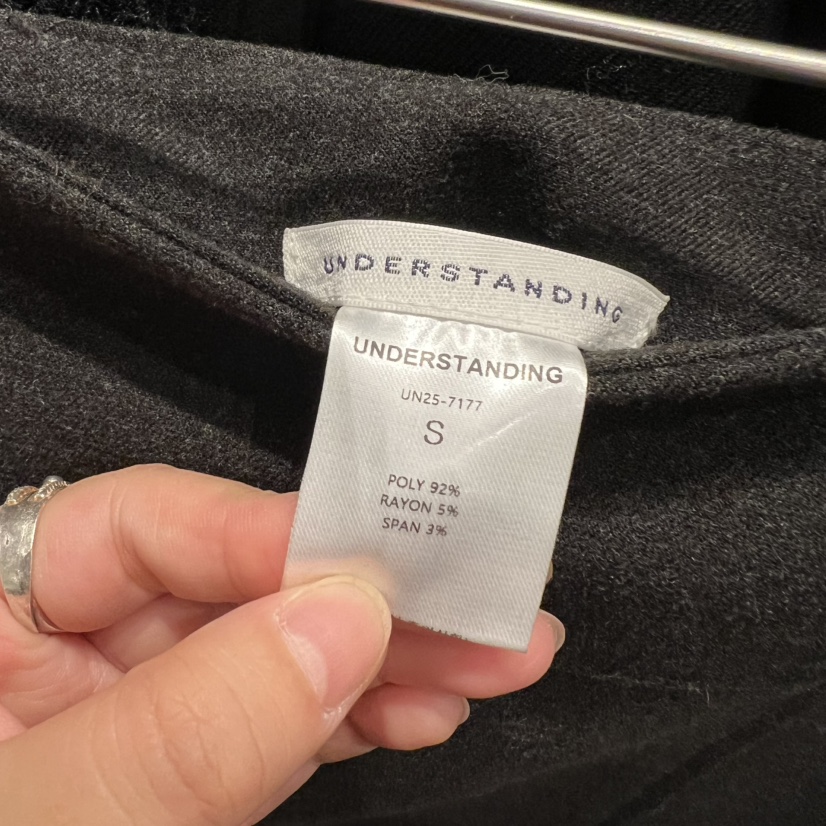 UNDERSTANDING
UNDERSTANDING
UN25-7177
S
POLY 92%
RAYON 5%
SPAN 3%